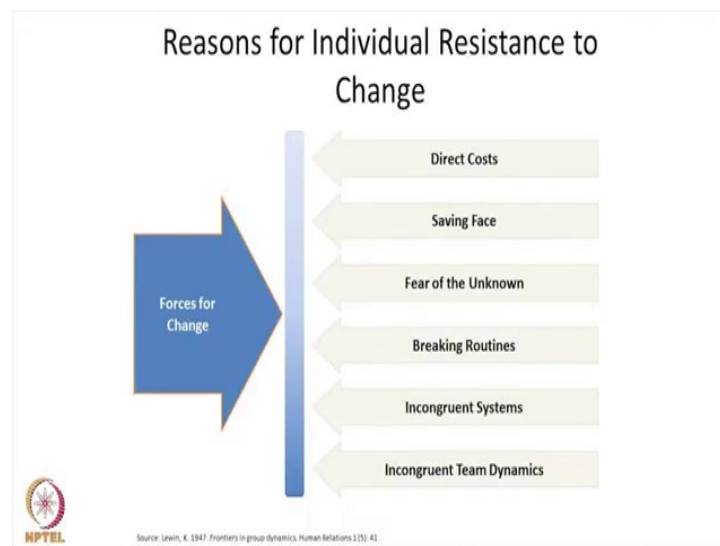 Reasons for Individual Resistance to
Change
Direct Costs
Saving Face
Fear of the Unknown
Forces for
Change
Breaking Routines
Incongruent Systems
Incongruent Team Dynamics
NPTEL
Source: Lewin, K. 1947. Frontiers in group dynamics. Human Relations 1 (5): 41